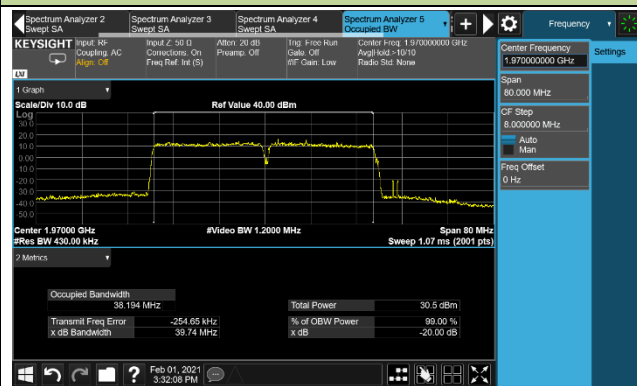 Spectrum Analyzer 2
Swept SA
Spectrum Analyzer 3
Swept SA
Spectrum Analyzer 4
Swept SA
Spectrum Analyzer 5
Occupied BW
+
Frequency
KEYSIGHT
Input: RF
Coupling: AC
Align: Off
Input Z: 50 Ω
Corrections: On
Freq Ref: Int (S)
Atten: 20 dB
Preamp: Off
Trig: Free Run
Gate: Off
#IF Gain: Low
Center Freq: 1.970000000 GHz
Avg|Hold:>10/10
Radio Std: None
LXI
Center Frequency
1.970000000 GHz
Settings
Span
80.000 MHz
CF Step
8.000000 MHz
Auto
Man
Freq Offset
0 Hz
1 Graph
Scale/Div 10.0 dB
Ref Value 40.00 dBm
Log
30.0
20.0
10.0
0.00
-10.0
-20.0
-30.0
-40.0
-50.0
Center 1.97000 GHz
#Video BW 1.2000 MHz
Span 80 MHz
#Res BW 430.00 kHz
Sweep 1.07 ms (2001 pts)
2 Metrics
Occupied Bandwidth
38.194 MHz
Total Power 30.5 dBm
Transmit Freq Error -254.65 kHz
% of OBW Power 99.00 %
x dB Bandwidth 39.74 MHz
x dB -20.00 dB
?
Feb 01, 2021
3:32:08 PM